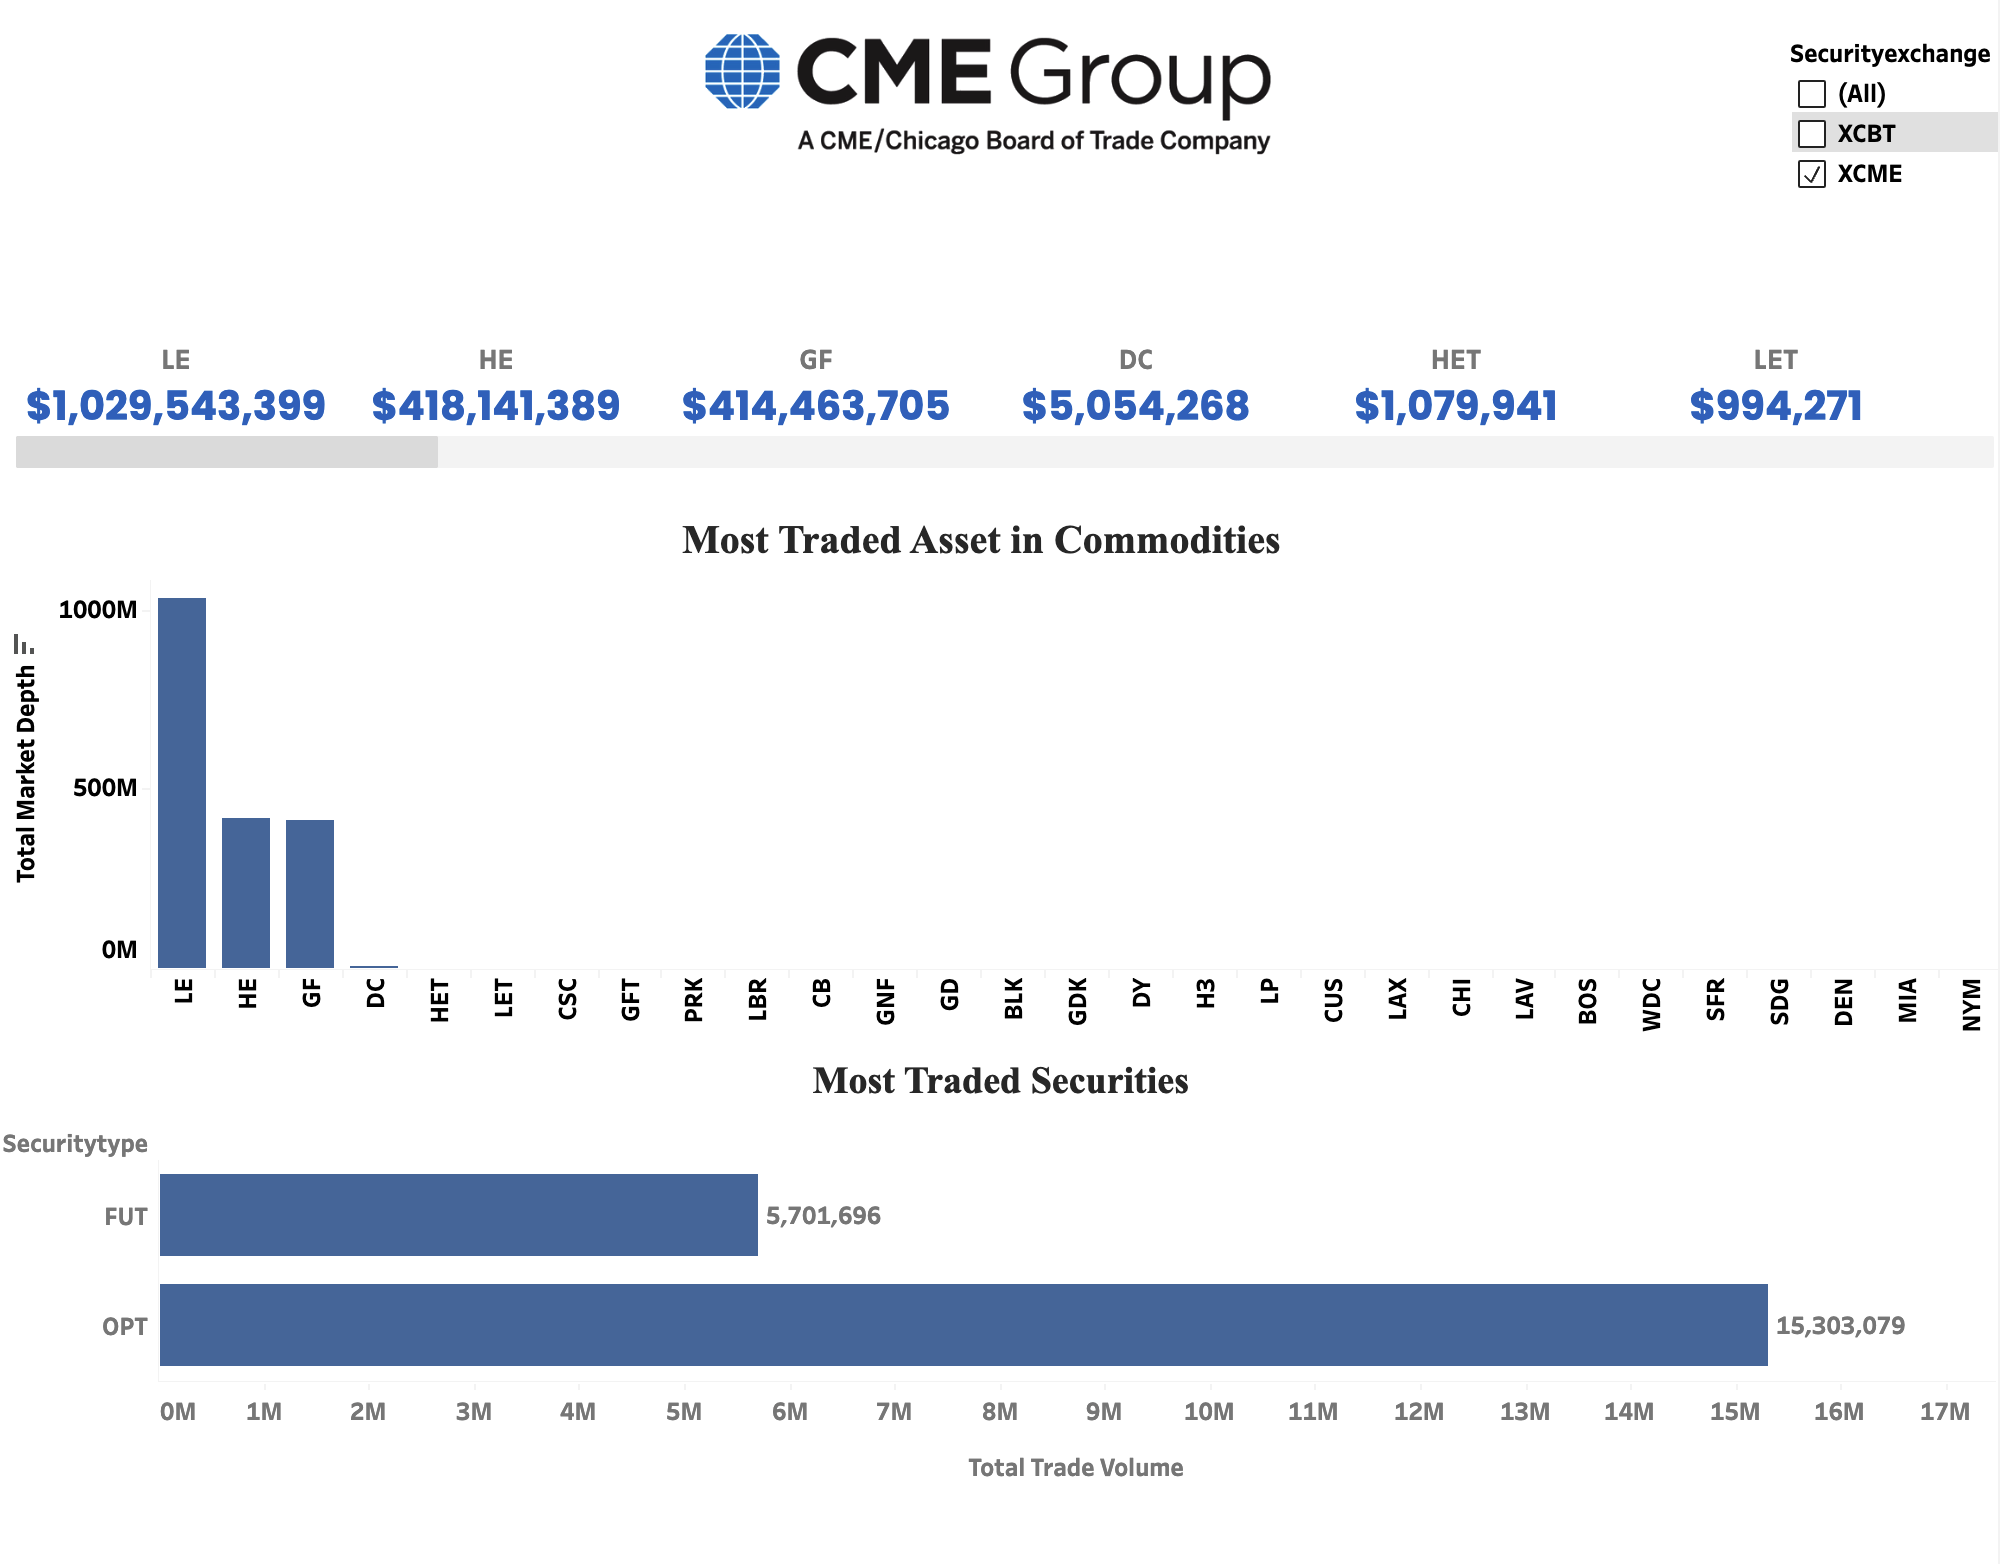 CME Group
A CME/Chicago Board of Trade Company
Securityexchange
(All)
XCBT
XCME
LE HE GF DC HET LET
$1,029,543,399 $418,141,389 $414,463,705 $5,054,268 $1,079,941 $994,271
Most Traded Asset in Commodities
Total Market Depth
1000M
500M
0M
LE HE GF DC HET LET CSC GFT PRK LBR CB GNF GD BLK GDK DY H3 LP CUS LAX CHI LAV BOS WDC SFR SDG DEN MIA NYM
Most Traded Securities
Securitytype
FUT 5,701,696
OPT 15,303,079
0M 1M 2M 3M 4M 5M 6M 7M 8M 9M 10M 11M 12M 13M 14M 15M 16M 17M
Total Trade Volume